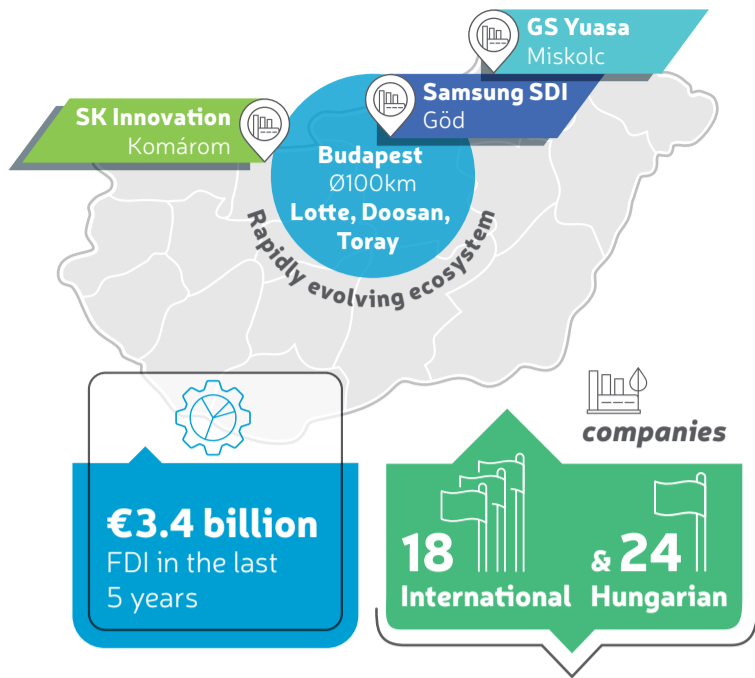 GS Yuasa
Miskolc
Samsung SDI
Göd
SK Innovation
Komárom
Budapest
Ø100km
Lotte, Doosan,
Toray
Rapidly evolving ecosystem
companies
€3.4 billion
FDI in the last
5 years
18
International
& 24
Hungarian